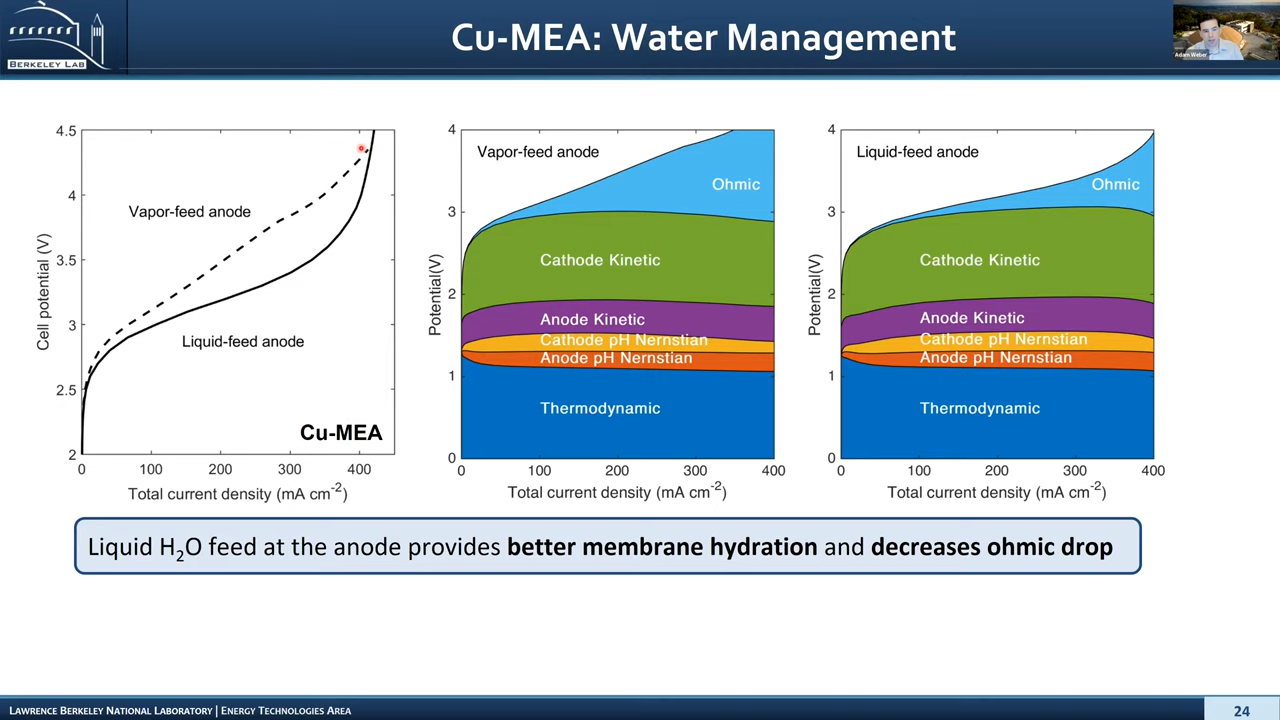 BERKELEY LAB
Cu-MEA: Water Management
Adam Weber
Cell potential (V)
4.5
4
3.5
3
2.5
2
Vapor-feed anode
Liquid-feed anode
Cu-MEA
0 100 200 300 400
Total current density (mA cm-2)
Potential(V)
4
3
2
1
0
Vapor-feed anode
Ohmic
Cathode Kinetic
Anode Kinetic
Cathode pH Nernstian
Anode pH Nernstian
Thermodynamic
0 100 200 300 400
Total current density (mA cm-2)
Potential(V)
4
3
2
1
0
Liquid-feed anode
Ohmic
Cathode Kinetic
Anode Kinetic
Cathode pH Nernstian
Anode pH Nernstian
Thermodynamic
0 100 200 300 400
Total current density (mA cm-2)
Liquid H2O feed at the anode provides better membrane hydration and decreases ohmic drop
LAWRENCE BERKELEY NATIONAL LABORATORY | ENERGY TECHNOLOGIES AREA
24